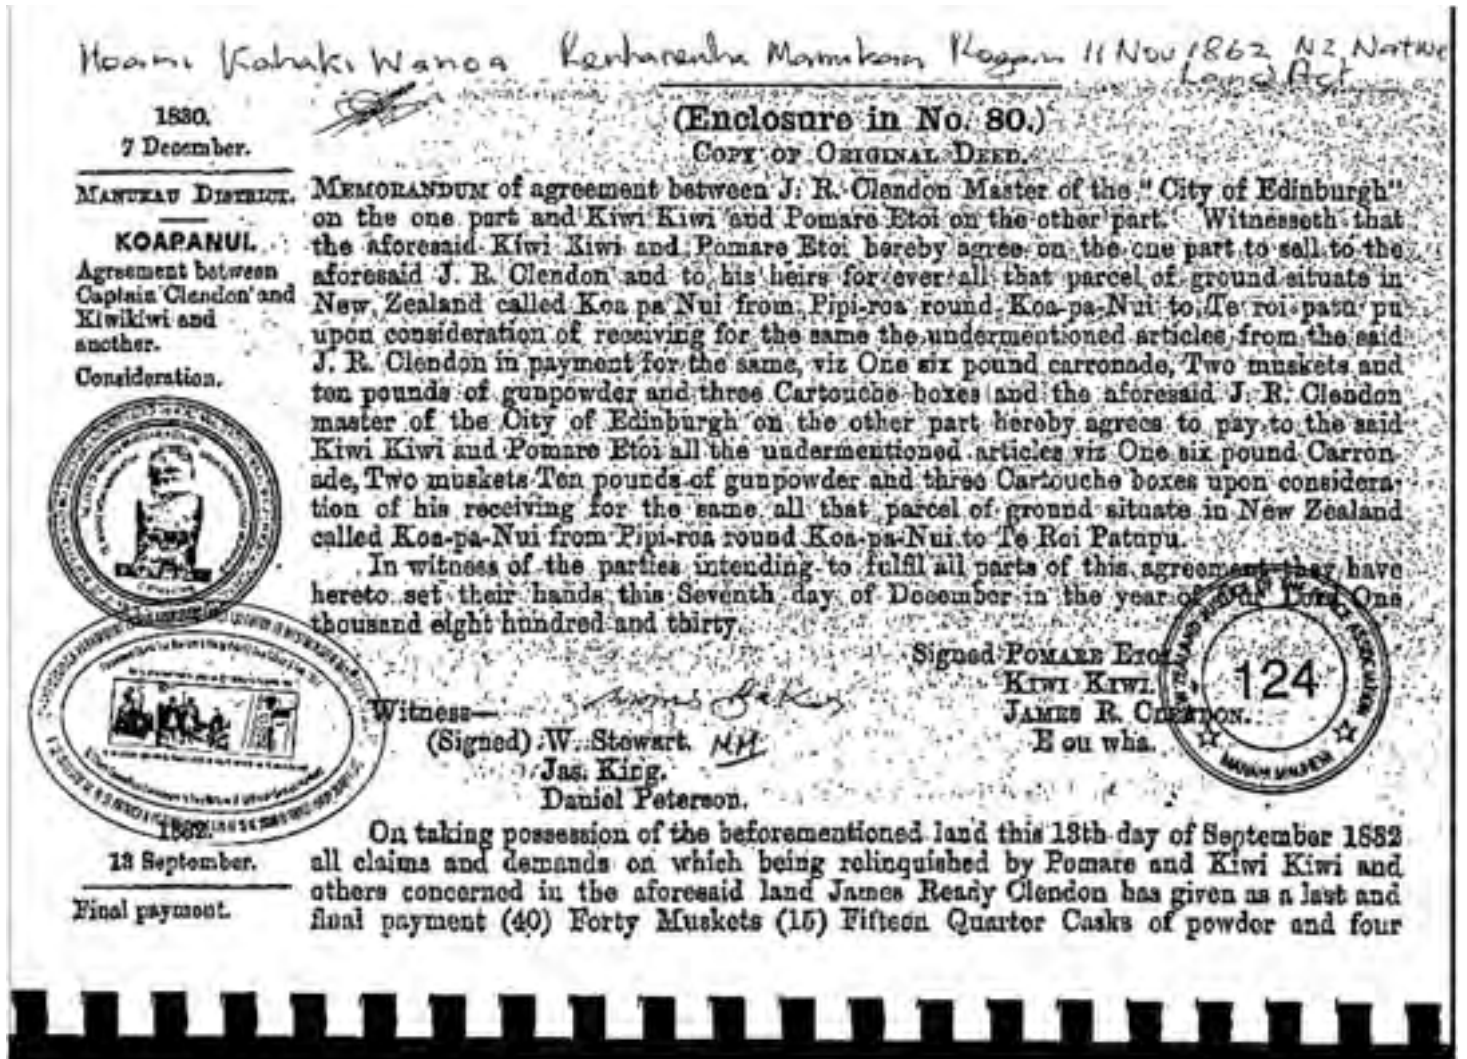 Hoami Kahaki Wanoa 11 Nov 1862 NZ Native
Land Act
1830.
7 December.
MANUKAU DISTRICT.
KOAPANUI.
Agreement between
Captain Clendon and
Kiwikiwi and
another.
Consideration.
(Enclosure in No. 80.)
COPY OF ORIGINAL DEED.
MEMORANDUM of agreement between J. R. Clendon Master of the "City of Edinburgh"
on the one part and Kiwi Kiwi and Pomare Etoi on the other part. Witnesseth that
the aforesaid Kiwi Kiwi and Pomare Etoi hereby agree on the one part to sell to the
aforesaid J. R. Clendon and to his heirs for ever all that parcel of ground situate in
New Zealand called Koa pa Nui from Pipi-roa round Koa-pa-Nui to Te roi patu pu
upon consideration of receiving for the same the undermentioned articles from the said
J. R. Clendon in payment for the same, viz One six pound carronade, Two muskets and
ten pounds of gunpowder and three Cartouche boxes and the aforesaid J. R. Clendon
master of the City of Edinburgh on the other part hereby agrees to pay to the said
Kiwi Kiwi and Pomare Etoi all the undermentioned articles viz One six pound Carron
ade, Two muskets Ten pounds of gunpowder and three Cartouche boxes upon considera-
tion of his receiving for the same all that parcel of ground situate in New Zealand
called Koa-pa-Nui from Pipi-roa round Koa-pa-Nui to Te Roi Patupu.
In witness of the parties intending to fulfil all parts of this agreement they have
hereto set their hands this Seventh day of December in the year of our Lord One
thousand eight hundred and thirty.
Signed POMARE ETOI
KIWI KIWI.
JAMES R. CLENDON.
E ou wha.
124
Witness—
(Signed) W. Stewart.
Jas. King.
Daniel Peterson.
1832.
13 September.
Final payment.
On taking possession of the beforementioned land this 13th day of September 1832
all claims and demands on which being relinquished by Pomare and Kiwi Kiwi and
others concerned in the aforesaid land James Ready Clendon has given as a last and
final payment (40) Forty Muskets (15) Fifteen Quarter Casks of powder and four